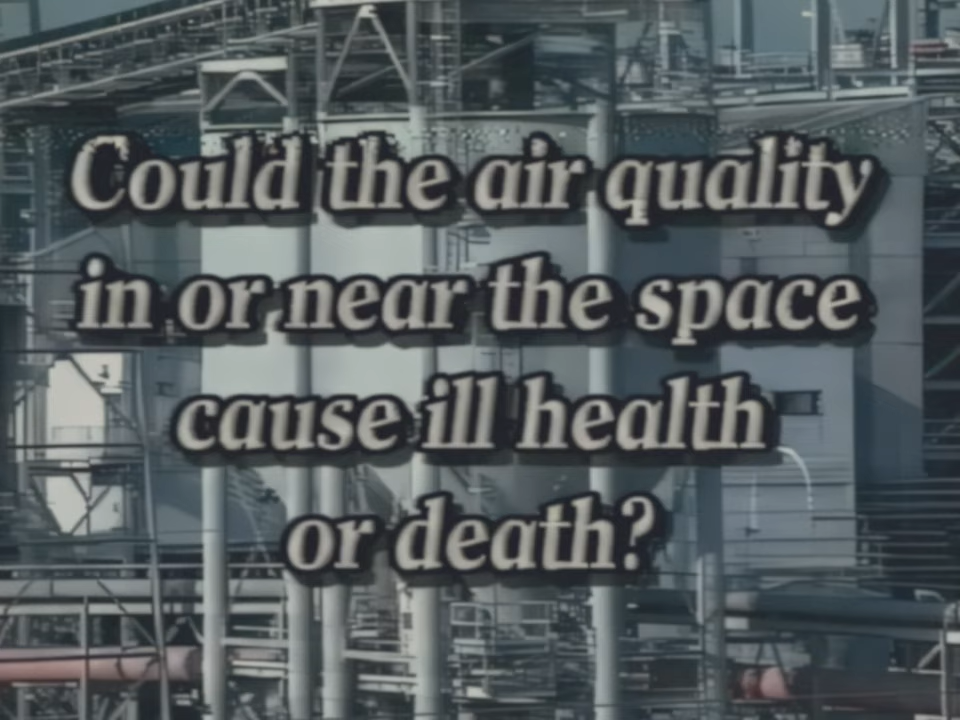 Could the air quality
in or near the space
cause ill health
or death?